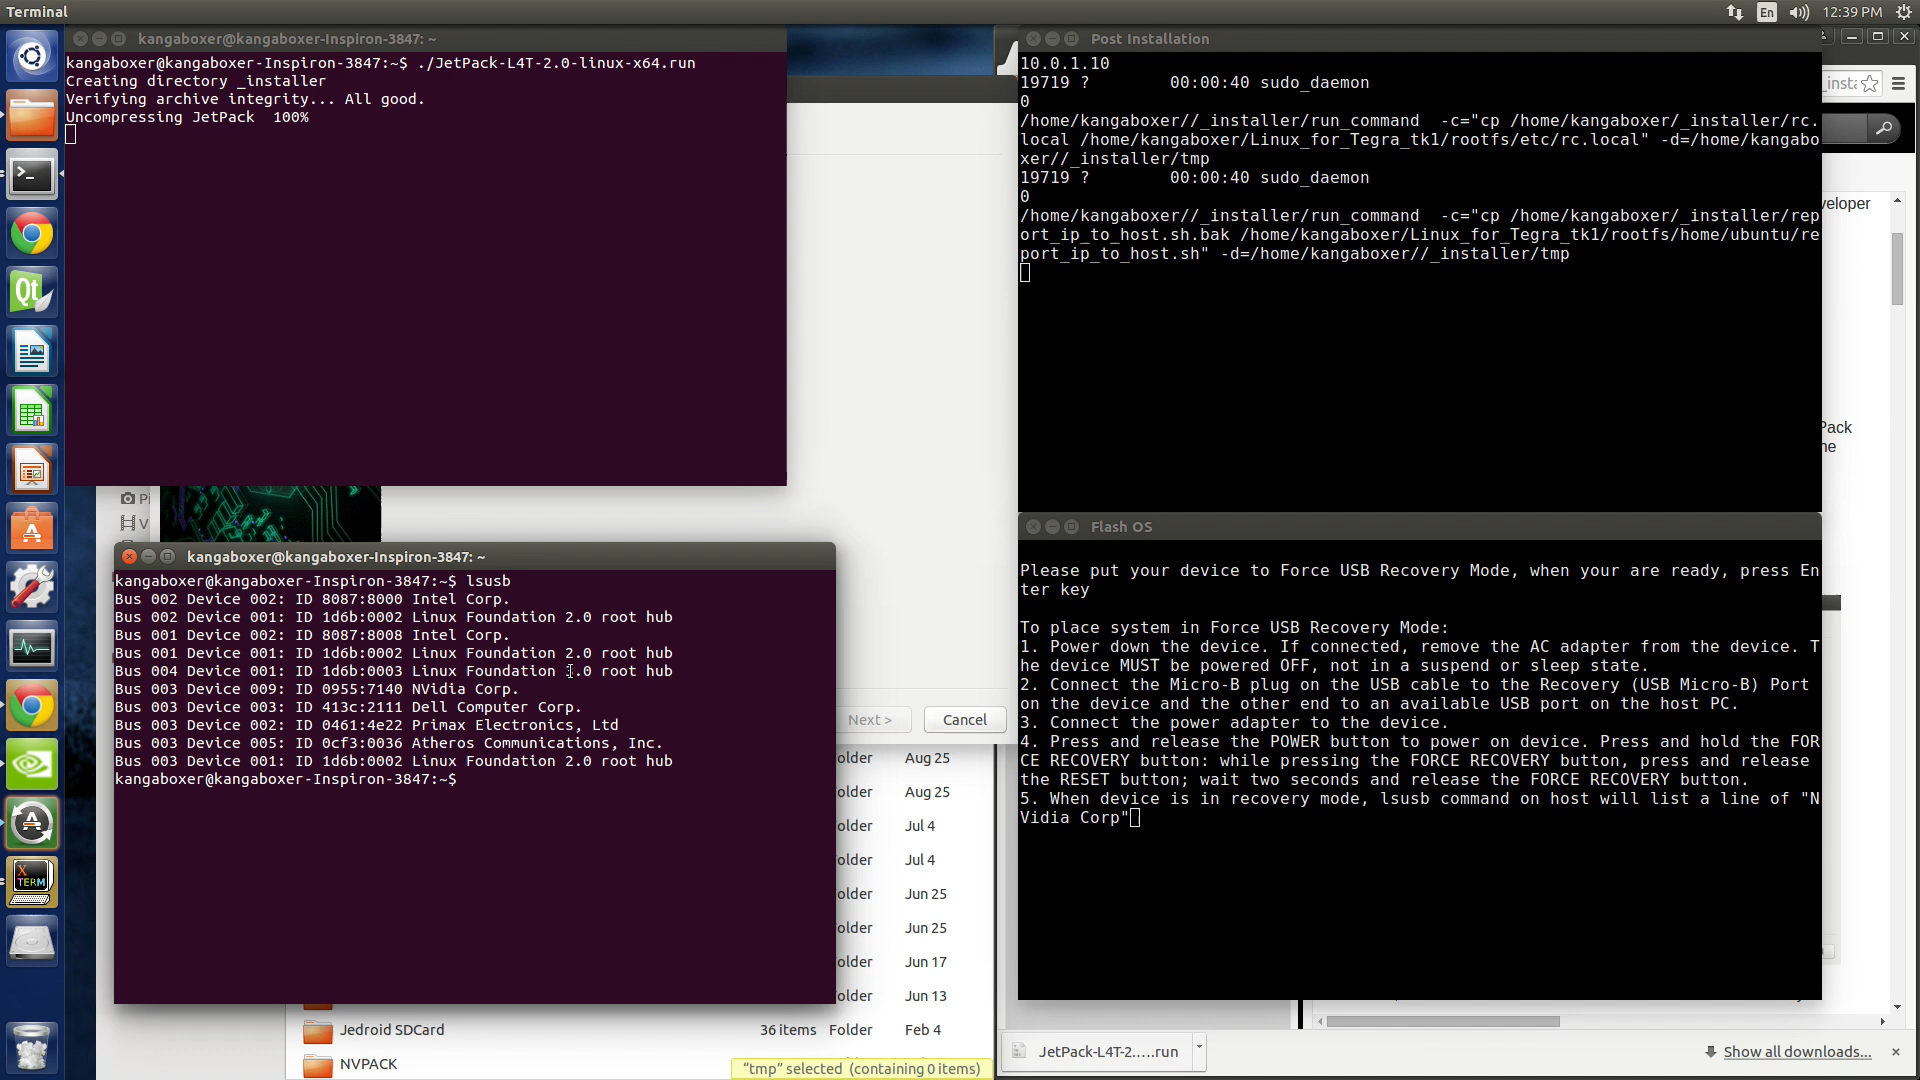 Terminal
En
12:39 PM
kangaboxer@kangaboxer-Inspiron-3847: ~
kangaboxer@kangaboxer-Inspiron-3847:~$ ./JetPack-L4T-2.0-linux-x64.run
Creating directory _installer
Verifying archive integrity... All good.
Uncompressing JetPack  100%
Post Installation
10.0.1.10
19719 ?        00:00:40 sudo_daemon
0
/home/kangaboxer//_installer/run_command  -c="cp /home/kangaboxer/_installer/rc.
local /home/kangaboxer/Linux_for_Tegra_tk1/rootfs/etc/rc.local" -d=/home/kangabo
xer//_installer/tmp
19719 ?        00:00:40 sudo_daemon
0
/home/kangaboxer//_installer/run_command  -c="cp /home/kangaboxer/_installer/rep
ort_ip_to_host.sh.bak /home/kangaboxer/Linux_for_Tegra_tk1/rootfs/home/ubuntu/re
port_ip_to_host.sh" -d=/home/kangaboxer//_installer/tmp
_insta
veloper
Pack
ne
Pi
V
kangaboxer@kangaboxer-Inspiron-3847: ~
kangaboxer@kangaboxer-Inspiron-3847:~$ lsusb
Bus 002 Device 002: ID 8087:8000 Intel Corp.
Bus 002 Device 001: ID 1d6b:0002 Linux Foundation 2.0 root hub
Bus 001 Device 002: ID 8087:8008 Intel Corp.
Bus 001 Device 001: ID 1d6b:0002 Linux Foundation 2.0 root hub
Bus 004 Device 001: ID 1d6b:0003 Linux Foundation 3.0 root hub
Bus 003 Device 009: ID 0955:7140 NVidia Corp.
Bus 003 Device 003: ID 413c:2111 Dell Computer Corp.
Bus 003 Device 002: ID 0461:4e22 Primax Electronics, Ltd
Bus 003 Device 005: ID 0cf3:0036 Atheros Communications, Inc.
Bus 003 Device 001: ID 1d6b:0002 Linux Foundation 2.0 root hub
kangaboxer@kangaboxer-Inspiron-3847:~$
Next >
Cancel
Flash OS
Please put your device to Force USB Recovery Mode, when your are ready, press En
ter key
To place system in Force USB Recovery Mode:
1. Power down the device. If connected, remove the AC adapter from the device. T
he device MUST be powered OFF, not in a suspend or sleep state.
2. Connect the Micro-B plug on the USB cable to the Recovery (USB Micro-B) Port
on the device and the other end to an available USB port on the host PC.
3. Connect the power adapter to the device.
4. Press and release the POWER button to power on device. Press and hold the FOR
CE RECOVERY button: while pressing the FORCE RECOVERY button, press and release
the RESET button; wait two seconds and release the FORCE RECOVERY button.
5. When device is in recovery mode, lsusb command on host will list a line of "N
Vidia Corp"
older Aug 25
older Aug 25
older Jul 4
older Jul 4
older Jun 25
older Jun 25
older Jun 17
older Jun 13
Jedroid SDCard 36 items Folder Feb 4
NVPACK
"tmp" selected (containing 0 items)
JetPack-L4T-2.....run
Show all downloads...
X
TERM
Qt